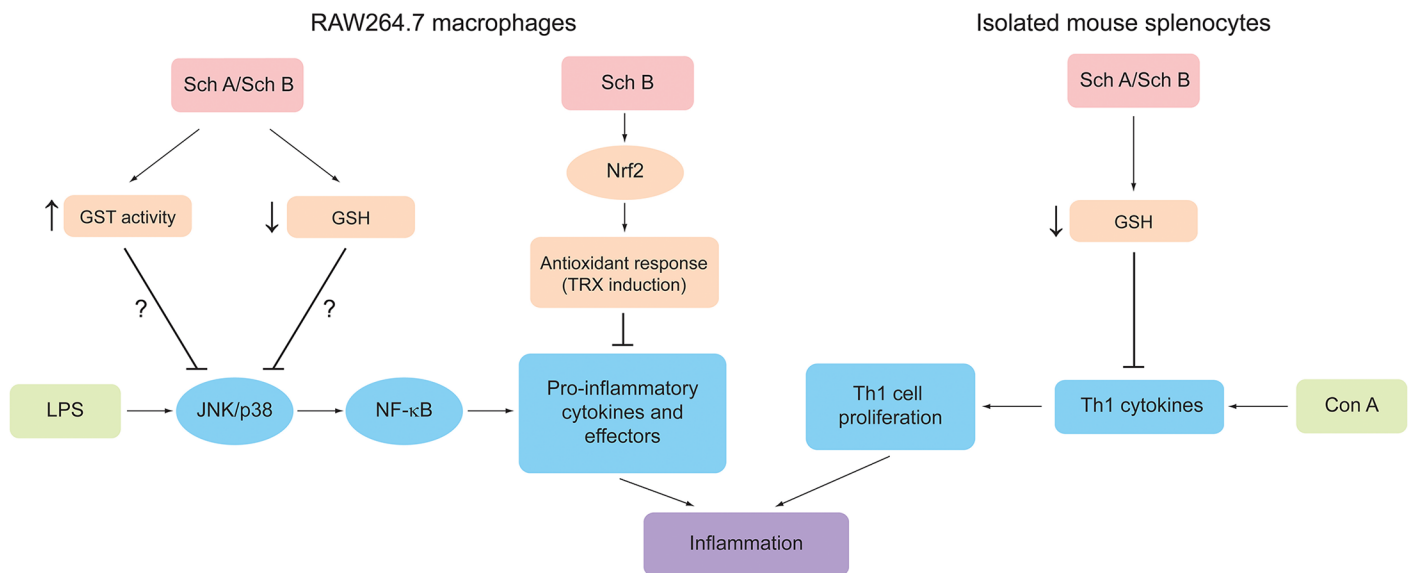 RAW264.7 macrophages
Isolated mouse splenocytes
Sch A/Sch B
Sch B
Sch A/Sch B
Nrf2
GST activity
GSH
GSH
Antioxidant response
(TRX induction)
?
?
LPS
JNK/p38
NF-κB
Pro-inflammatory
cytokines and
effectors
Th1 cell
proliferation
Th1 cytokines
Con A
Inflammation